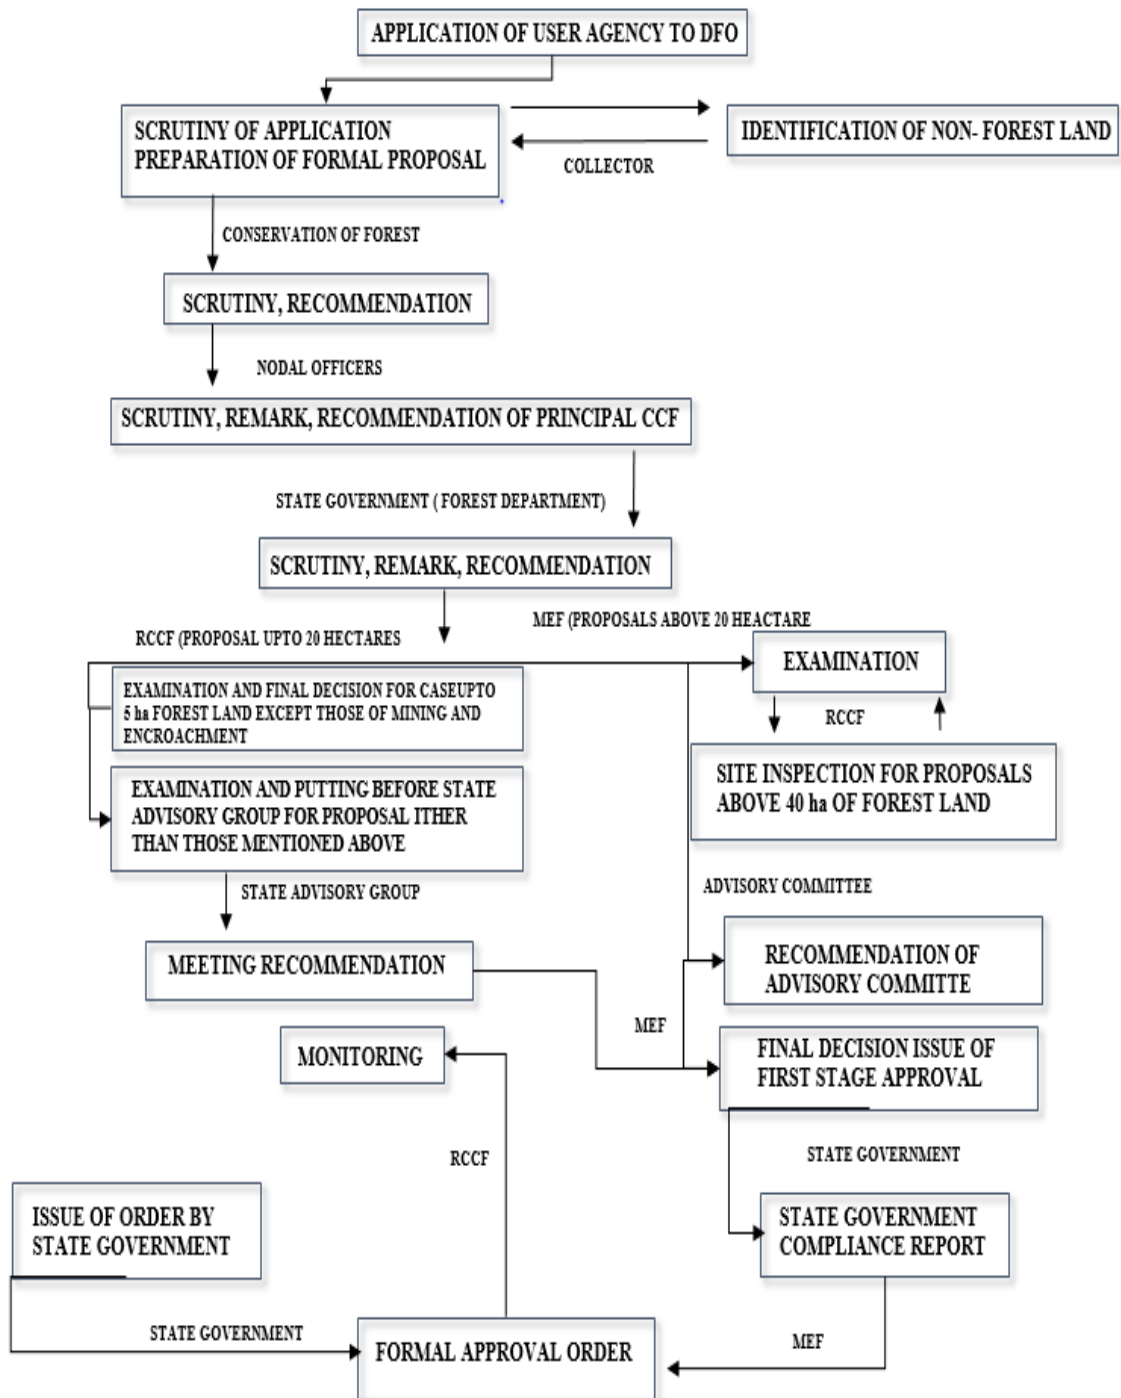 APPLICATION OF USER AGENCY TO DFO
SCRUTINY OF APPLICATION
PREPARATION OF FORMAL PROPOSAL
IDENTIFICATION OF NON- FOREST LAND
COLLECTOR
CONSERVATION OF FOREST
SCRUTINY, RECOMMENDATION
NODAL OFFICERS
SCRUTINY, REMARK, RECOMMENDATION OF PRINCIPAL CCF
STATE GOVERNMENT ( FOREST DEPARTMENT)
SCRUTINY, REMARK, RECOMMENDATION
MEF (PROPOSALS ABOVE 20 HEACTARE
RCCF (PROPOSAL UPTO 20 HECTARES
EXAMINATION
EXAMINATION AND FINAL DECISION FOR CASEUPTO
5 ha FOREST LAND EXCEPT THOSE OF MINING AND
ENCROACHMENT
RCCF
SITE INSPECTION FOR PROPOSALS
ABOVE 40 ha OF FOREST LAND
EXAMINATION AND PUTTING BEFORE STATE
ADVISORY GROUP FOR PROPOSAL ITHER
THAN THOSE MENTIONED ABOVE
STATE ADVISORY GROUP
ADVISORY COMMITTEE
MEETING RECOMMENDATION
RECOMMENDATION OF
ADVISORY COMMITTE
MEF
MONITORING
FINAL DECISION ISSUE OF
FIRST STAGE APPROVAL
RCCF
STATE GOVERNMENT
ISSUE OF ORDER BY
STATE GOVERNMENT
STATE GOVERNMENT
COMPLIANCE REPORT
STATE GOVERNMENT
FORMAL APPROVAL ORDER
MEF